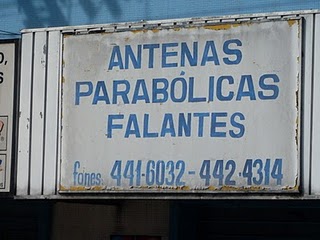 ANTENAS
PARABÓLICAS
FALANTES
fones. 441-6032-442-4314